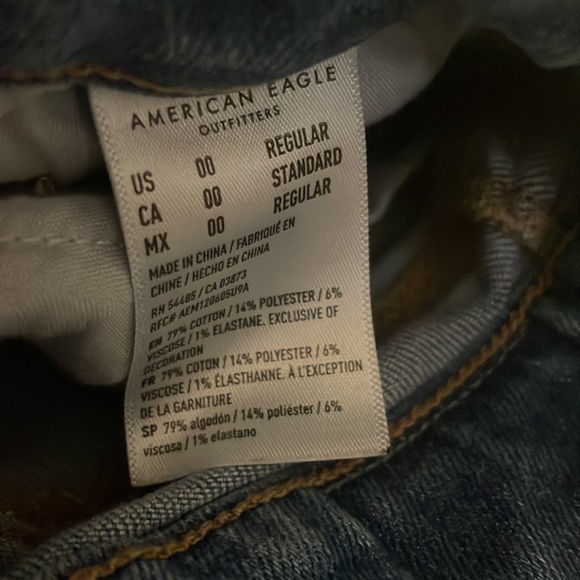 AMERICAN EAGLE
OUTFITTERS
US 00 REGULAR
CA 00 STANDARD
MX 00 REGULAR
MADE IN CHINA / FABRIQUÉ EN
CHINE / HECHO EN CHINA
RN 54485 / CA 03873
RFC# AEM120605U9A
EN 79% COTTON / 14% POLYESTER / 6%
VISCOSE / 1% ELASTANE, EXCLUSIVE OF
DECORATION
FR 79% COTON / 14% POLYESTER / 6%
VISCOSE / 1% ÉLASTHANNE, À L'EXCEPTION
DE LA GARNITURE
SP 79% algodón / 14% poliéster / 6%
viscosa / 1% elastano